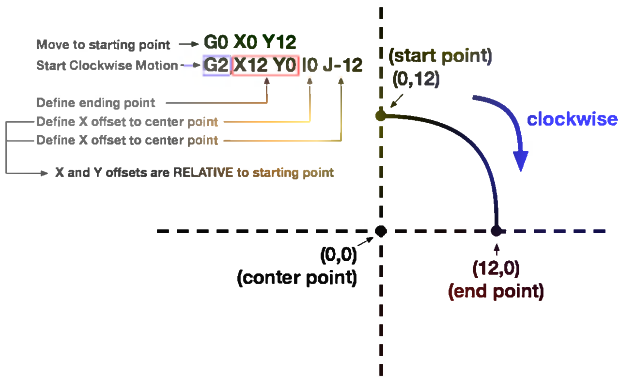 Move to starting point G0 X0 Y12
Start Clockwise Motion G2 X12 Y0 I0 J-12
Define ending point
Define X offset to center point
Define X offset to center point
X and Y offsets are RELATIVE to starting point
(start point)
(0,12)
clockwise
(0,0)
(conter point)
(12,0)
(end point)